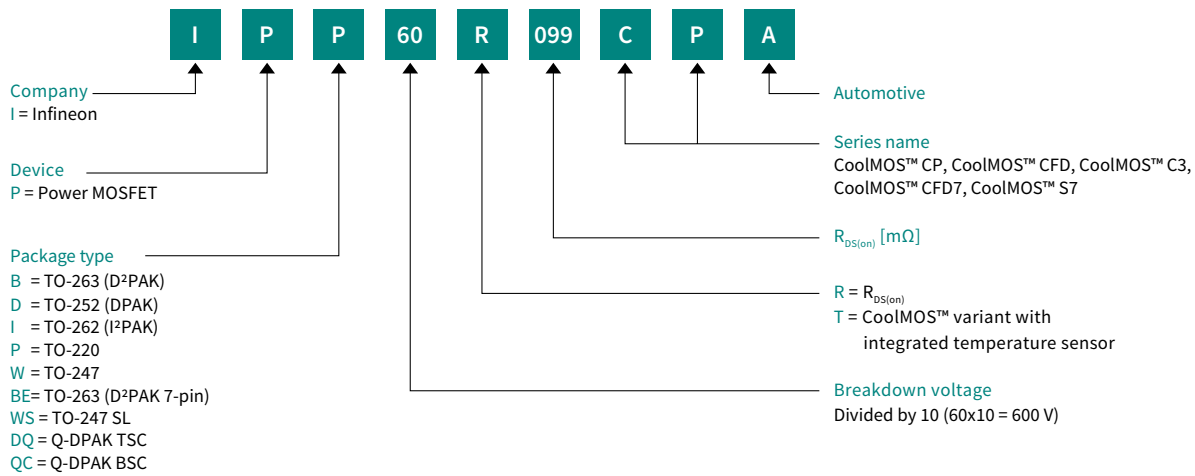 I P P 60 R 099 C P A
Company
I = Infineon
Device
P = Power MOSFET
Package type
B = TO-263 (D²PAK)
D = TO-252 (DPAK)
I = TO-262 (I²PAK)
P = TO-220
W = TO-247
BE= TO-263 (D²PAK 7-pin)
WS = TO-247 SL
DQ = Q-DPAK TSC
QC = Q-DPAK BSC
Automotive
Series name
CoolMOS™ CP, CoolMOS™ CFD, CoolMOS™ C3,
CoolMOS™ CFD7, CoolMOS™ S7
RDS(on) [mΩ]
R = RDS(on)
T = CoolMOS™ variant with
integrated temperature sensor
Breakdown voltage
Divided by 10 (60x10 = 600 V)